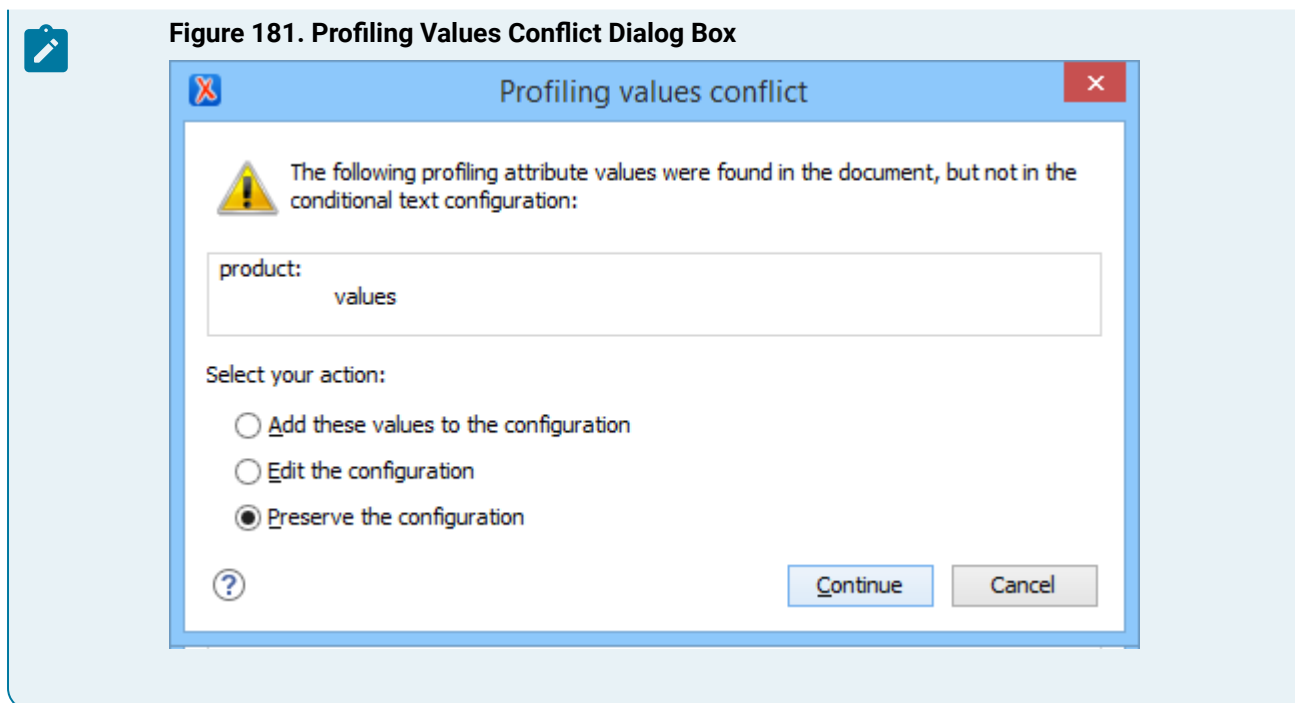 Figure 181. Profiling Values Conflict Dialog Box
Profiling values conflict
The following profiling attribute values were found in the document, but not in the
conditional text configuration:
product:
values
Select your action:
Add these values to the configuration
Edit the configuration
Preserve the configuration
Continue Cancel